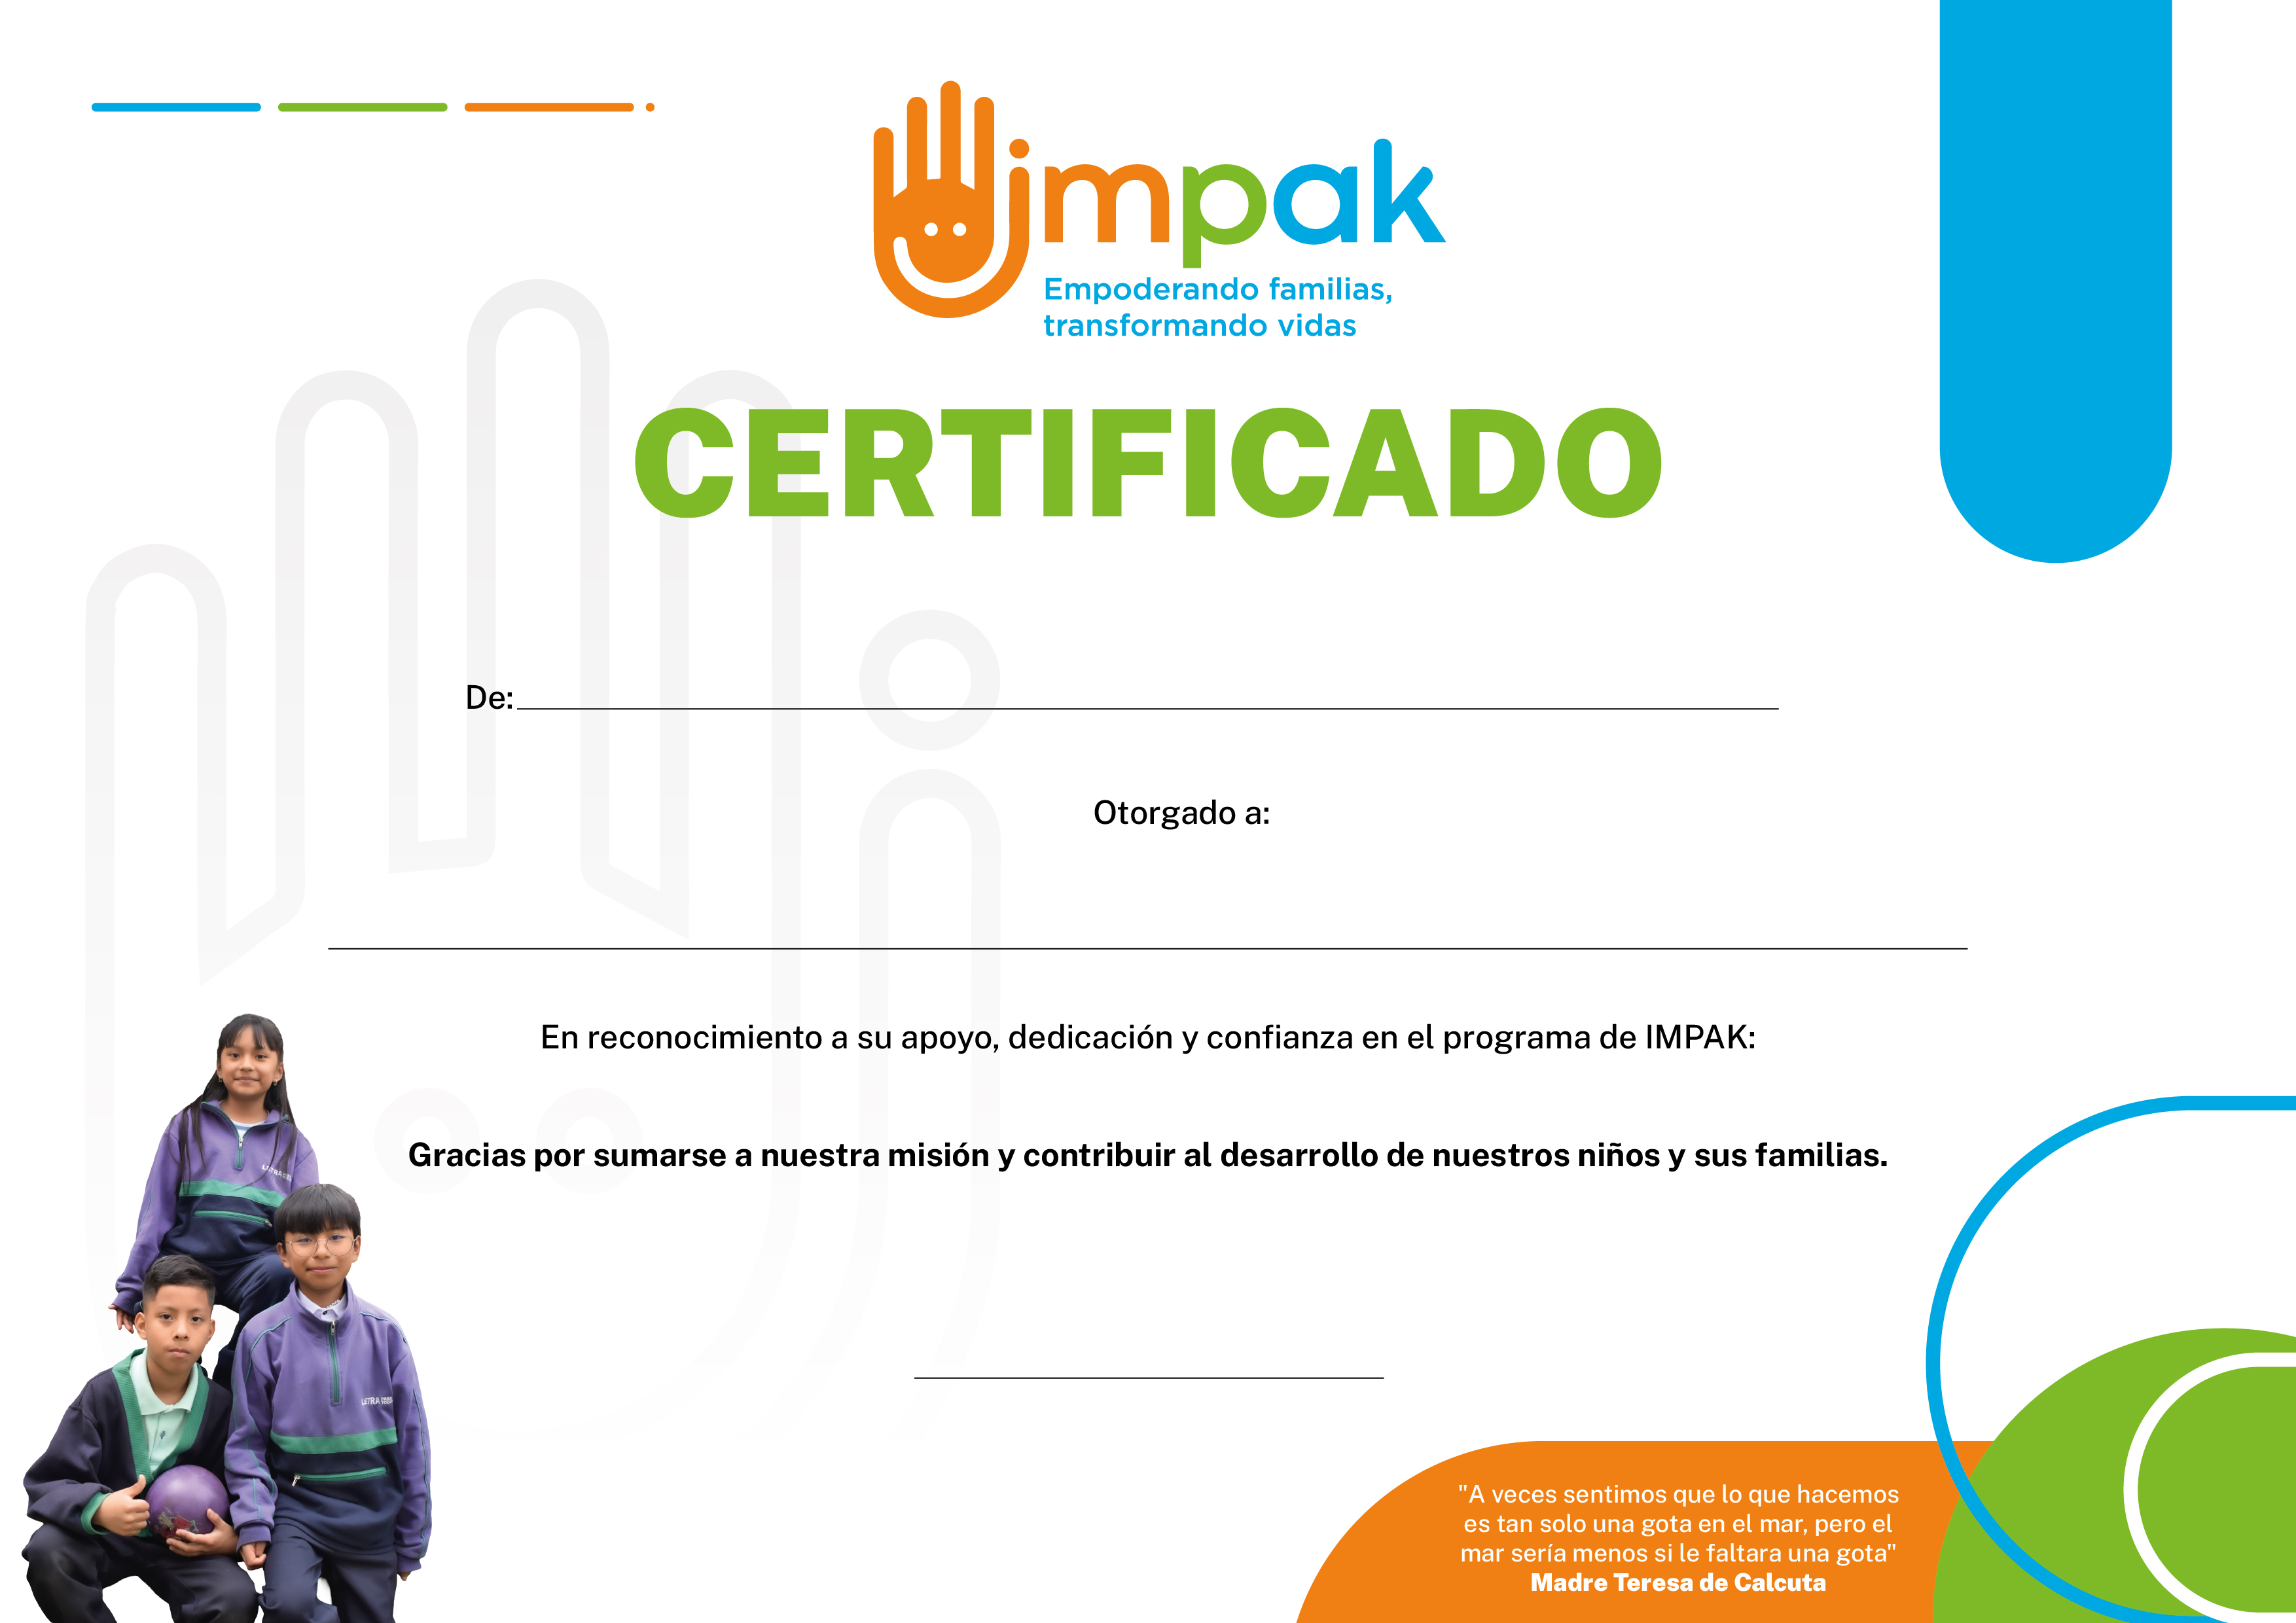 impak
Empoderando familias,
transformando vidas
CERTIFICADO
De:
Otorgado a:
En reconocimiento a su apoyo, dedicación y confianza en el programa de IMPAK:
Gracias por sumarse a nuestra misión y contribuir al desarrollo de nuestros niños y sus familias.
"A veces sentimos que lo que hacemos
es tan solo una gota en el mar, pero el
mar sería menos si le faltara una gota"
Madre Teresa de Calcuta